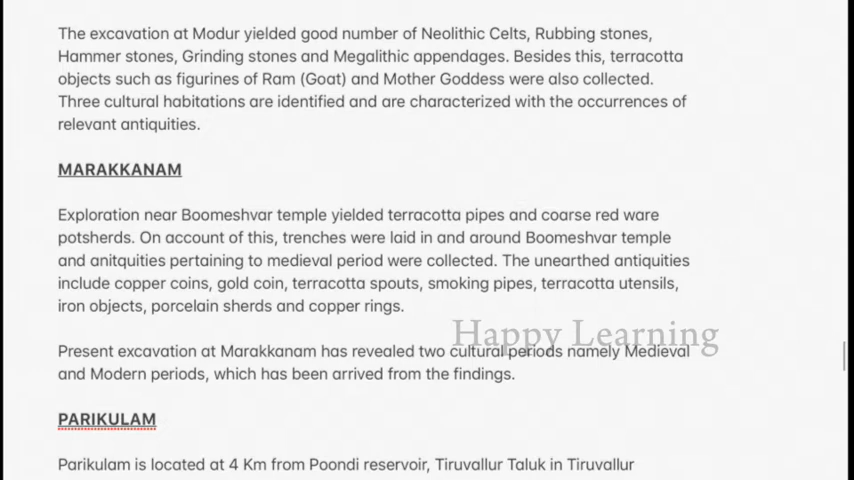 The excavation at Modur yielded good number of Neolithic Celts, Rubbing stones,
Hammer stones, Grinding stones and Megalithic appendages. Besides this, terracotta
objects such as figurines of Ram (Goat) and Mother Goddess were also collected.
Three cultural habitations are identified and are characterized with the occurrences of
relevant antiquities.
MARAKKANAM
Exploration near Boomeshvar temple yielded terracotta pipes and coarse red ware
potsherds. On account of this, trenches were laid in and around Boomeshvar temple
and anitquities pertaining to medieval period were collected. The unearthed antiquities
include copper coins, gold coin, terracotta spouts, smoking pipes, terracotta utensils,
iron objects, porcelain sherds and copper rings.
Happy Learning
Present excavation at Marakkanam has revealed two cultural periods namely Medieval
and Modern periods, which has been arrived from the findings.
PARIKULAM
Parikulam is located at 4 Km from Poondi reservoir, Tiruvallur Taluk in Tiruvallur